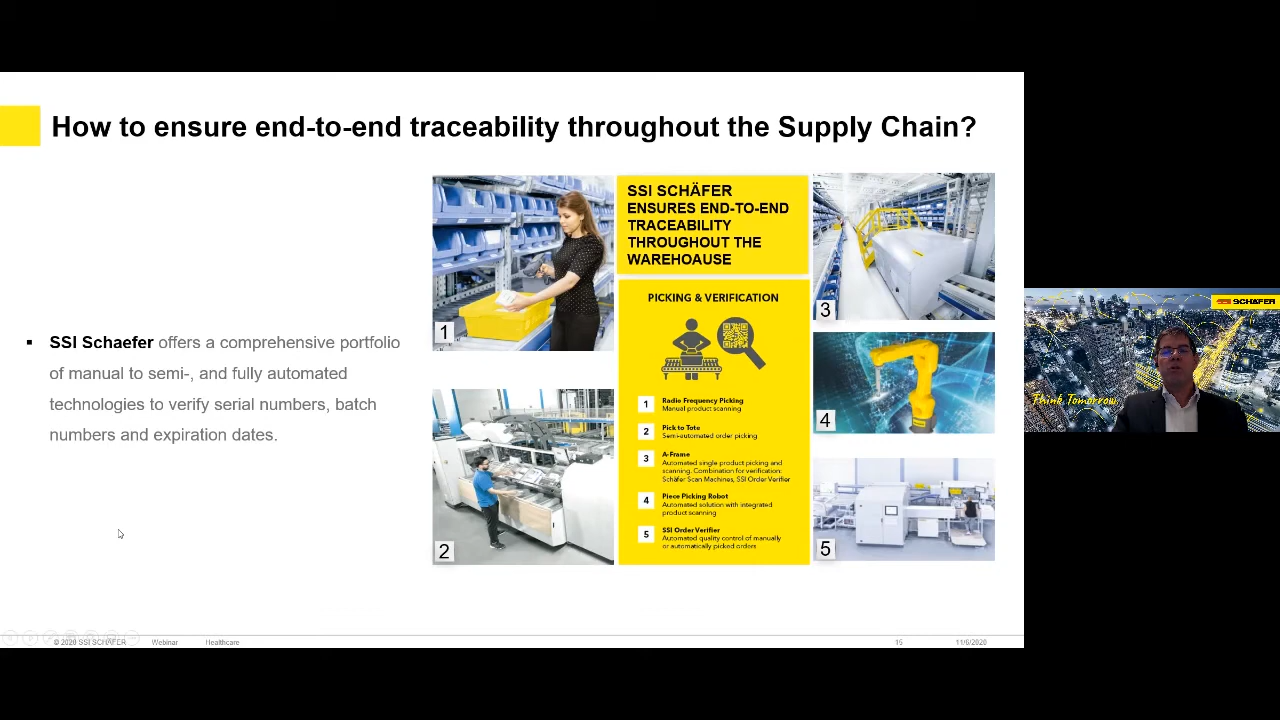 How to ensure end-to-end traceability throughout the Supply Chain?
▪ SSI Schaefer offers a comprehensive portfolio
of manual to semi-, and fully automated
technologies to verify serial numbers, batch
numbers and expiration dates.
1
2
SSI SCHÄFER
ENSURES END-TO-END
TRACEABILITY
THROUGHOUT THE
WAREHOAUSE
PICKING & VERIFICATION
1 Radio Frequency Picking
Manual product scanning
2 Pick to Tote
Semi-automated order picking
3 A-Frame
Automated single product picking and
scanning. Combination for verification:
Schäfer Scan Machines, SSI Order Verifier
4 Piece Picking Robot
Automated solution with integrated
product scanning
5 SSI Order Verifier
Automated quality control of manually
or automatically picked orders
3
4
5
SSI SCHÄFER
Think Tomorrow.
© 2020 SSI SCHÄFER Webinar Healthcare 15 11/6/2020